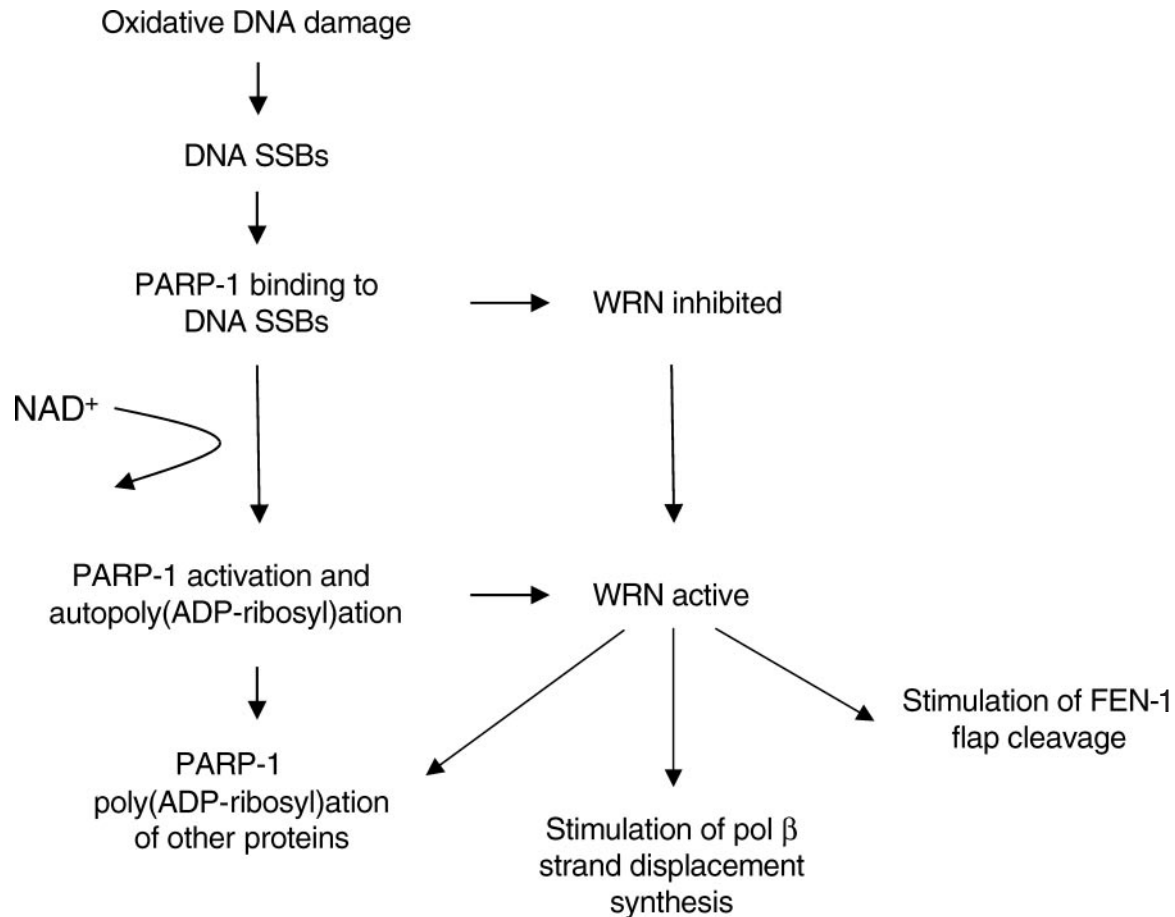 Oxidative DNA damage
DNA SSBs
PARP-1 binding to
DNA SSBs
WRN inhibited
NAD⁺
PARP-1 activation and
autopoly(ADP-ribosyl)ation
WRN active
Stimulation of FEN-1
flap cleavage
PARP-1
poly(ADP-ribosyl)ation
of other proteins
Stimulation of pol β
strand displacement
synthesis